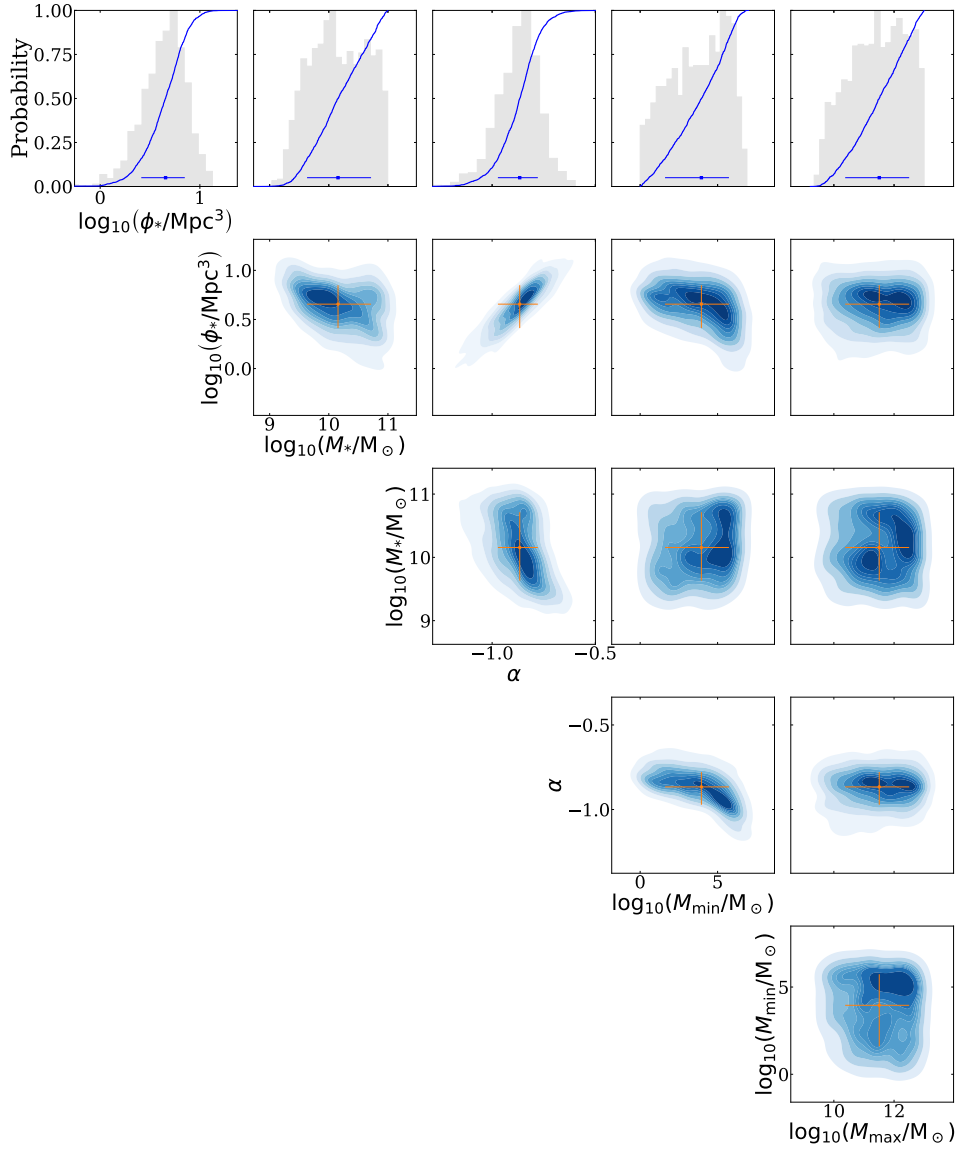 1.00
0.75
0.50
0.25
0.00
Probability
0 1
log₁₀(ϕ*/Mpc³)
1.0
0.5
0.0
log₁₀(ϕ*/Mpc³)
9 10 11
log₁₀(M*/M⊙)
11
10
9
log₁₀(M*/M⊙)
−1.0 −0.5
α
−0.5
−1.0
α
0 5
log₁₀(Mmin/M⊙)
5
0
log₁₀(Mmin/M⊙)
10 12
log₁₀(Mmax/M⊙)